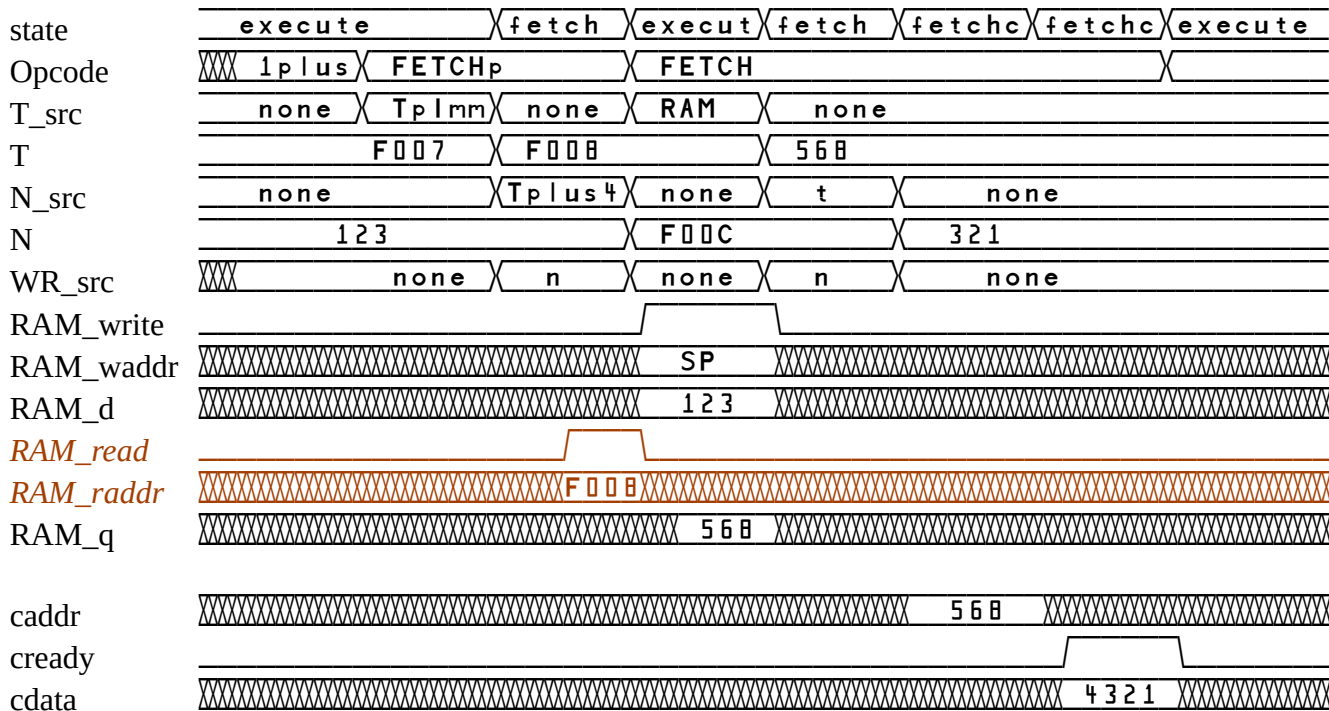 state execute fetch execut fetch fetchc fetchc execute
Opcode 1plus FETCHp FETCH
T_src none TpImm none RAM none
T F007 F008 568
N_src none Tplus4 none t none
N 123 F00C 321
WR_src none n none n none
RAM_write
RAM_waddr SP
RAM_d 123
RAM_read
RAM_raddr F008
RAM_q 568
caddr 568
cready
cdata 4321